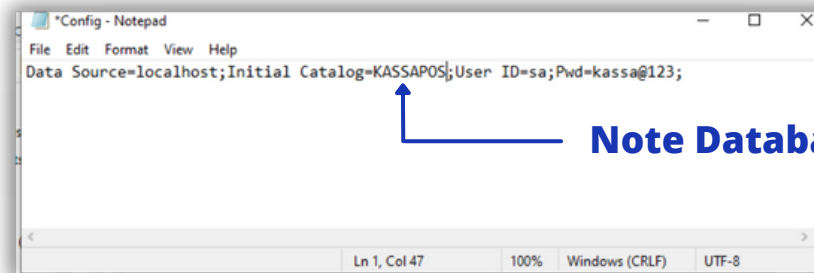 *Config - Notepad
File Edit Format View Help
Data Source=localhost;Initial Catalog=KASSAPOS;User ID=sa;Pwd=kassa@123;
Note Databa
Ln 1, Col 47 100% Windows (CRLF) UTF-8